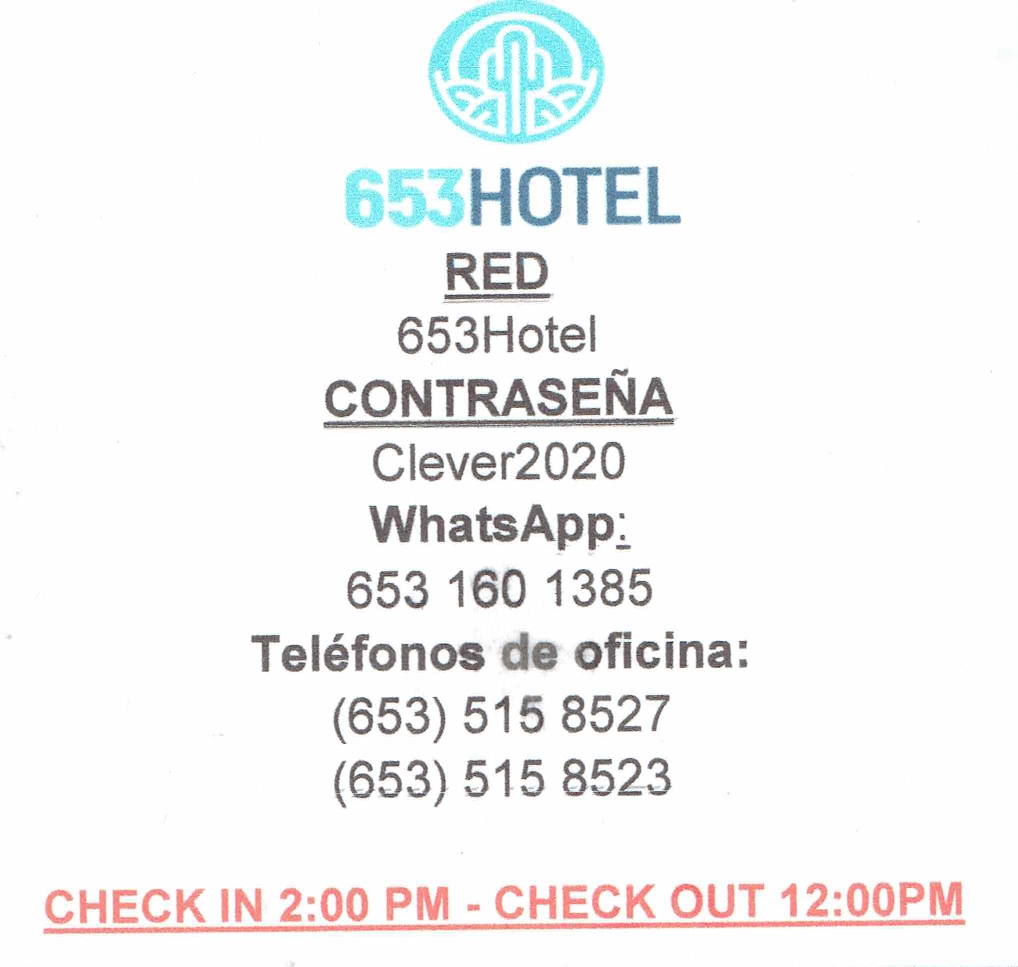 653HOTEL
RED
653Hotel
CONTRASEÑA
Clever2020
WhatsApp:
653 160 1385
Teléfonos de oficina:
(653) 515 8527
(653) 515 8523
CHECK IN 2:00 PM - CHECK OUT 12:00PM